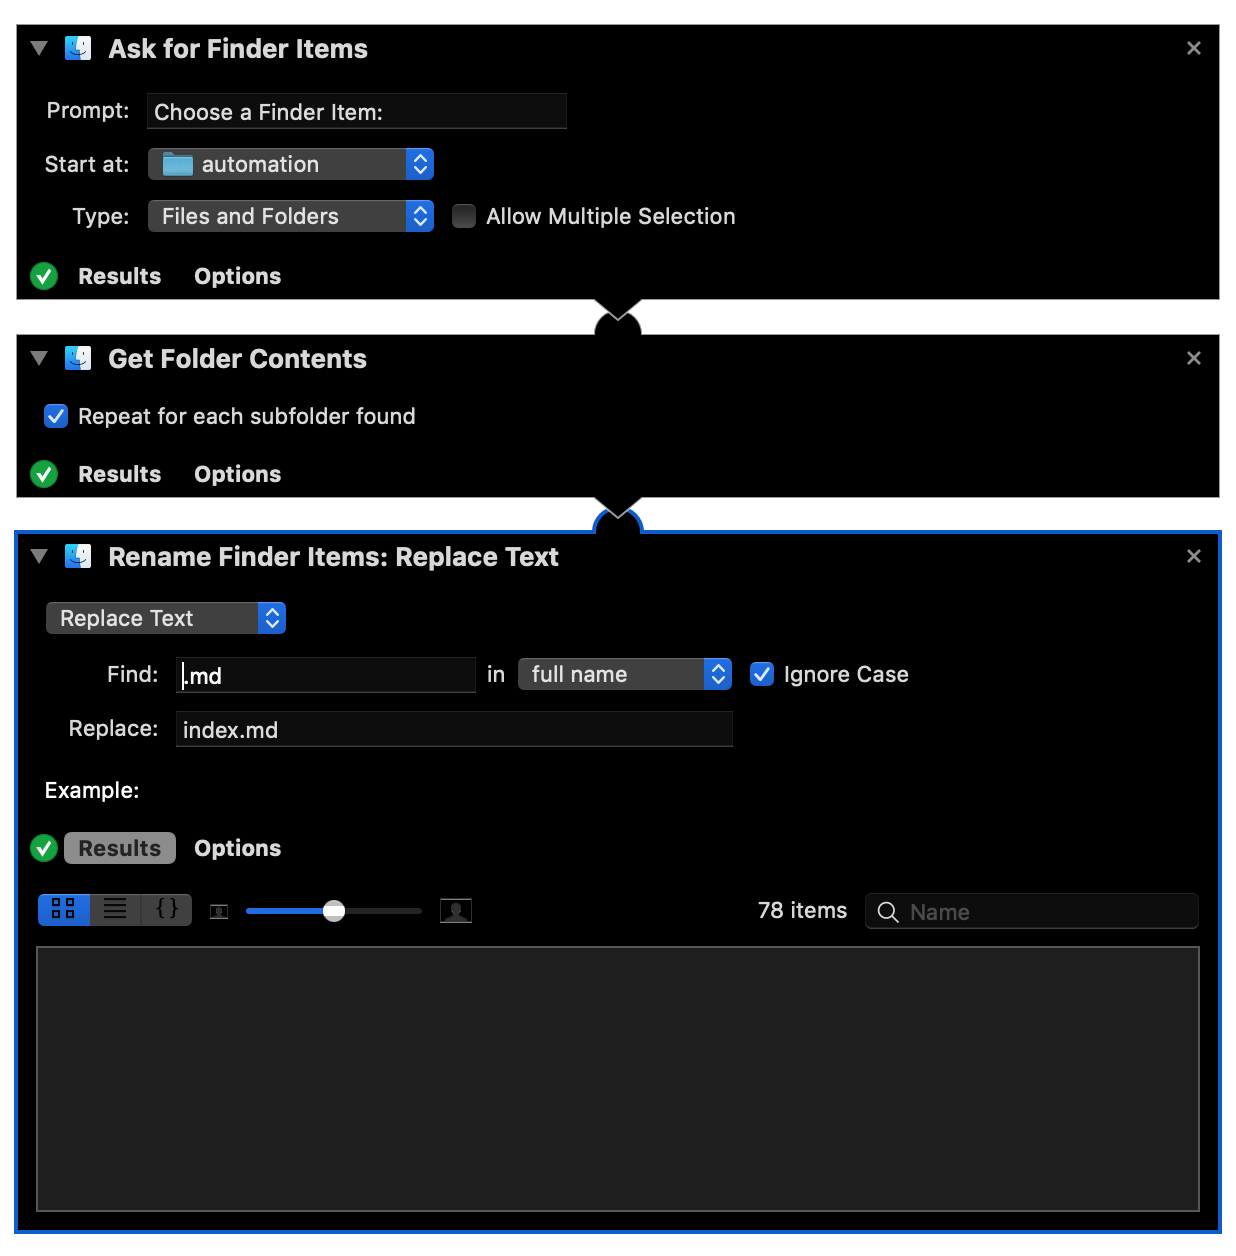 Ask for Finder Items
Prompt: Choose a Finder Item:
Start at: automation
Type: Files and Folders Allow Multiple Selection
Results Options
Get Folder Contents
Repeat for each subfolder found
Results Options
Rename Finder Items: Replace Text
Replace Text
Find: .md in full name Ignore Case
Replace: index.md
Example:
Results Options
{} 78 items Name